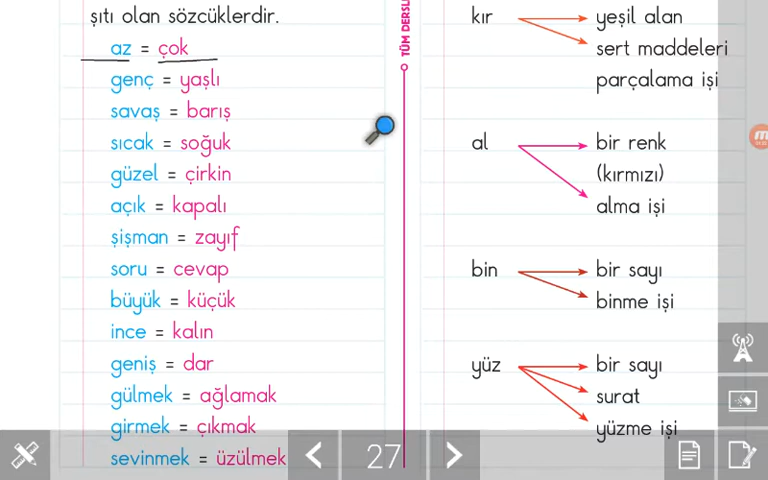 şıtı olan sözcüklerdir.
az = çok
genç = yaşlı
savaş = barış
sıcak = soğuk
güzel = çirkin
açık = kapalı
şişman = zayıf
soru = cevap
büyük = küçük
ince = kalın
geniş = dar
gülmek = ağlamak
girmek = çıkmak
sevinmek = üzülmek
TÜM DERSL
kır
yeşil alan
sert maddeleri
parçalama işi
al
bir renk
(kırmızı)
alma işi
bin
bir sayı
binme işi
yüz
bir sayı
surat
yüzme işi
27